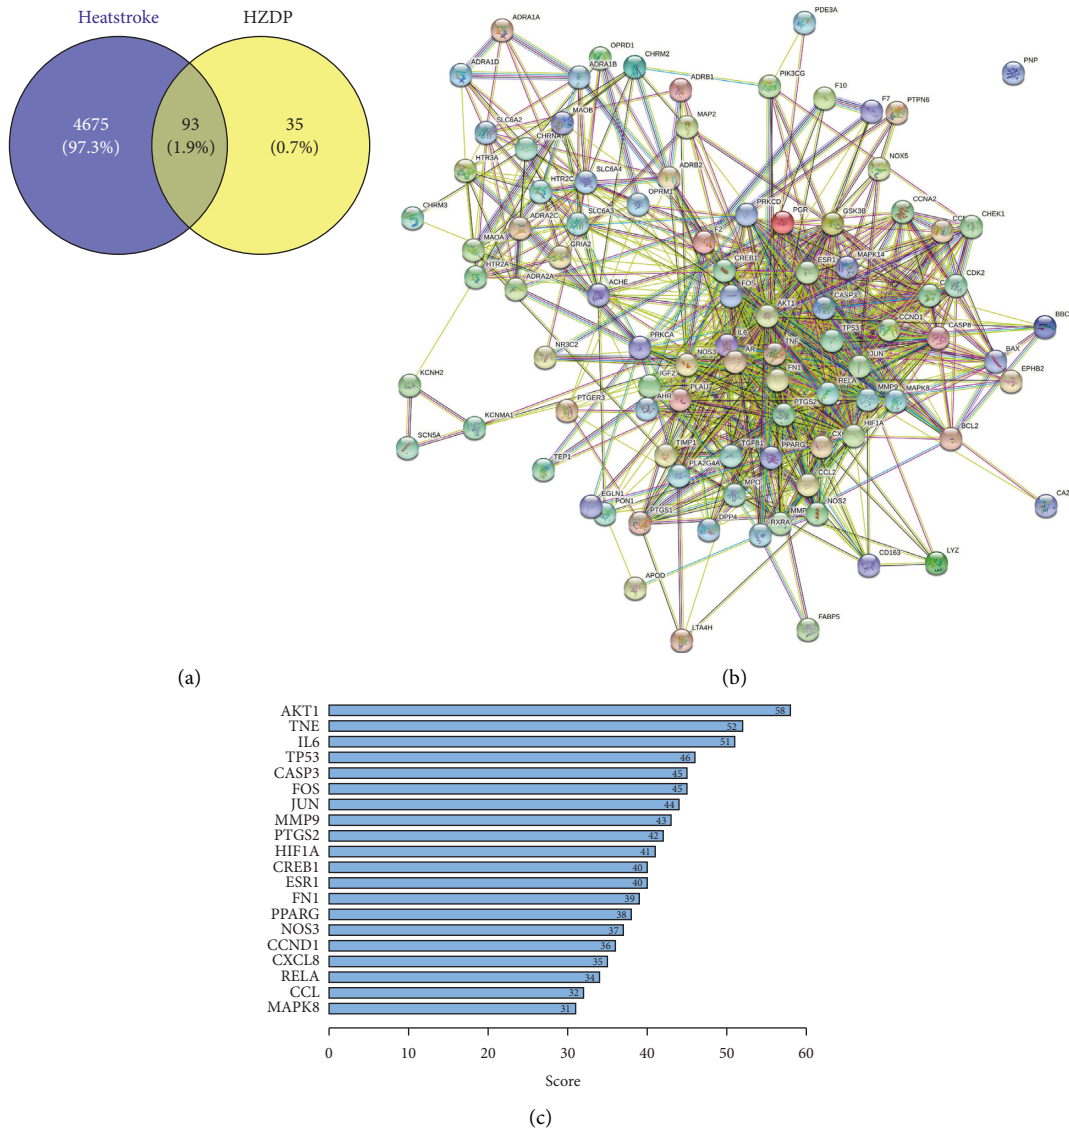 Heatstroke
HZDP
4675
(97.3%)
93
(1.9%)
35
(0.7%)
(a)
ADRA1A
PDE3A
OPRD1
CHRM2
ADRA1D
ADRA1B
ADRB1
PIK3CG
F10
F7
PTPN6
PNP
SLC6A2
MAOB
MAP2
CHRNA7
NOX5
HTR3A
HTR2C
SLC6A4
ADRB2
OPRM1
PRKCD
PGR
GSK3B
CCNA2
CHEK1
CHRM3
ADRA2C
SLC6A3
F2
MAOA
GRIA2
CREB1
ESR1
MAPK14
HTR2A
ADRA2A
ACHE
FOS
CDK2
AKT1
CASP3
CCND1
CASP8
BBC
PRKCA
IL6
TNF
TP53
BAX
NR3C2
NOS3
AR
FN1
JUN
EPHB2
KCNH2
IGF2
PLAU
RELA
MMP9
MAPK8
PTGER3
AHR
PTGS2
KCNMA1
HIF1A
BCL2
SCN5A
TIMP1
TGFB1
PPARG
CX
TEP1
PLA2G4A
CCL2
MPO
EGLN1
PON1
NOS2
CA2
PTGS1
DPP4
RXRA
MMP
CD163
LYZ
APOD
LTA4H
FABP5
(b)
AKT1 58
TNE 52
IL6 51
TP53 46
CASP3 45
FOS 45
JUN 44
MMP9 43
PTGS2 42
HIF1A 41
CREB1 40
ESR1 40
FN1 39
PPARG 38
NOS3 37
CCND1 36
CXCL8 35
RELA 34
CCL 32
MAPK8 31
0 10 20 30 40 50 60
Score
(c)